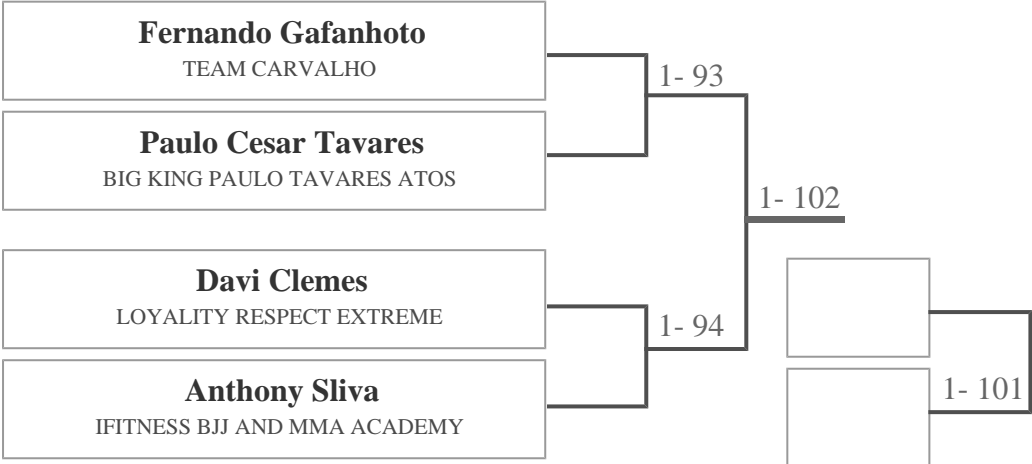 Fernando Gafanhoto
TEAM CARVALHO
1- 93
Paulo Cesar Tavares
BIG KING PAULO TAVARES ATOS
1- 102
Davi Clemes
LOYALITY RESPECT EXTREME
1- 94
Anthony Sliva
IFITNESS BJJ AND MMA ACADEMY
1- 101